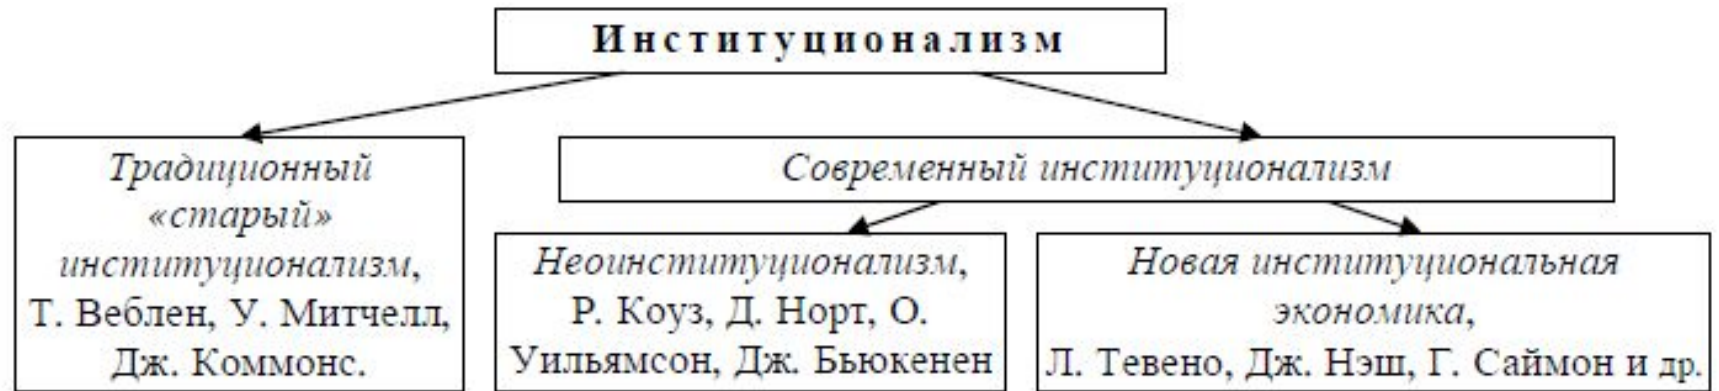 Институционализм
Традиционный
«старый»
институционализм,
Т. Веблен, У. Митчелл,
Дж. Коммонс.
Современный институционализм
Неоинституционализм,
Р. Коуз, Д. Норт, О.
Уильямсон, Дж. Бьюкенен
Новая институциональная
экономика,
Л. Тевено, Дж. Нэш, Г. Саймон и др.